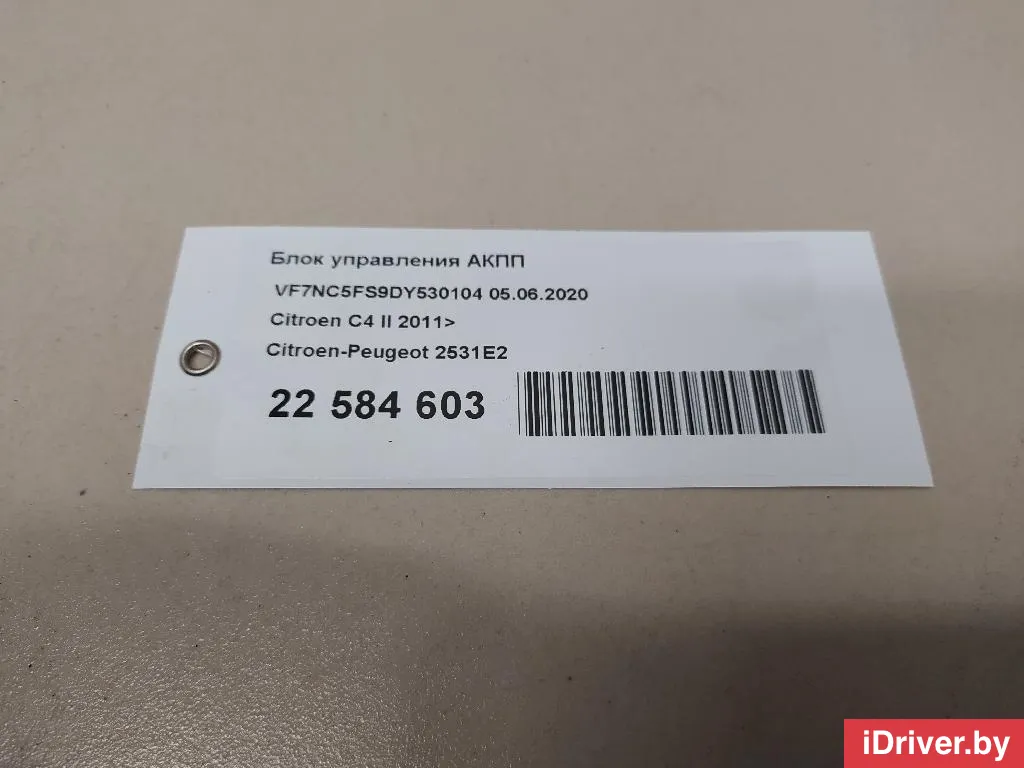 Блок управления АКПП
VF7NC5FS9DY530104 05.06.2020
Citroen C4 II 2011>
Citroen-Peugeot 2531E2
22 584 603
iDriver.by